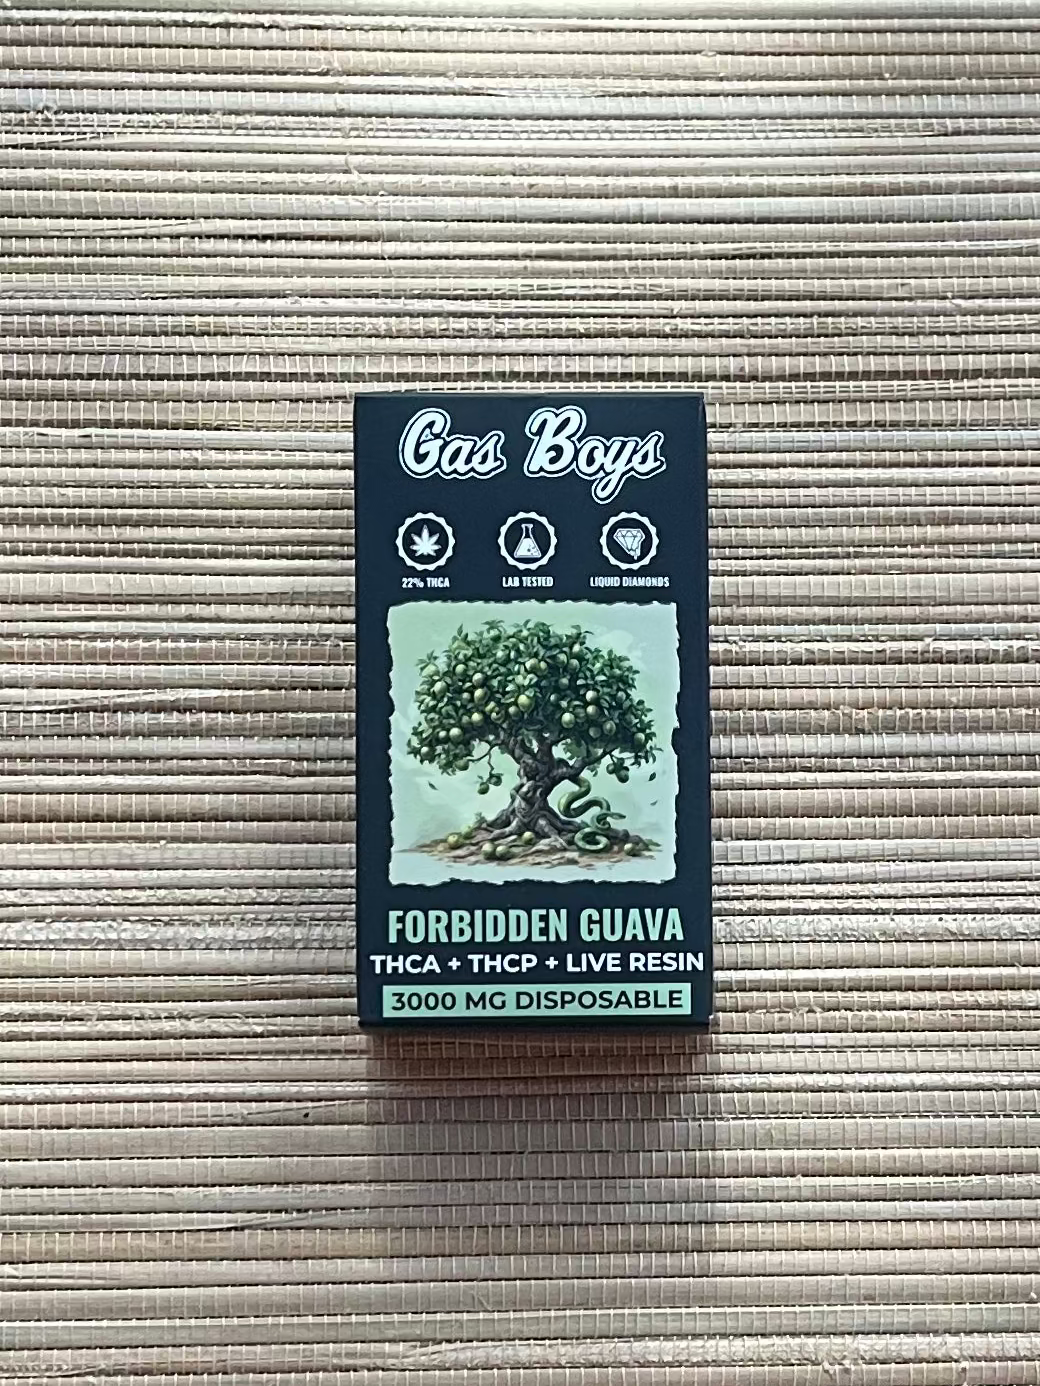 Gas Boys
22% THCA LAB TESTED LIQUID DIAMONDS
FORBIDDEN GUAVA
THCA + THCP + LIVE RESIN
3000 MG DISPOSABLE